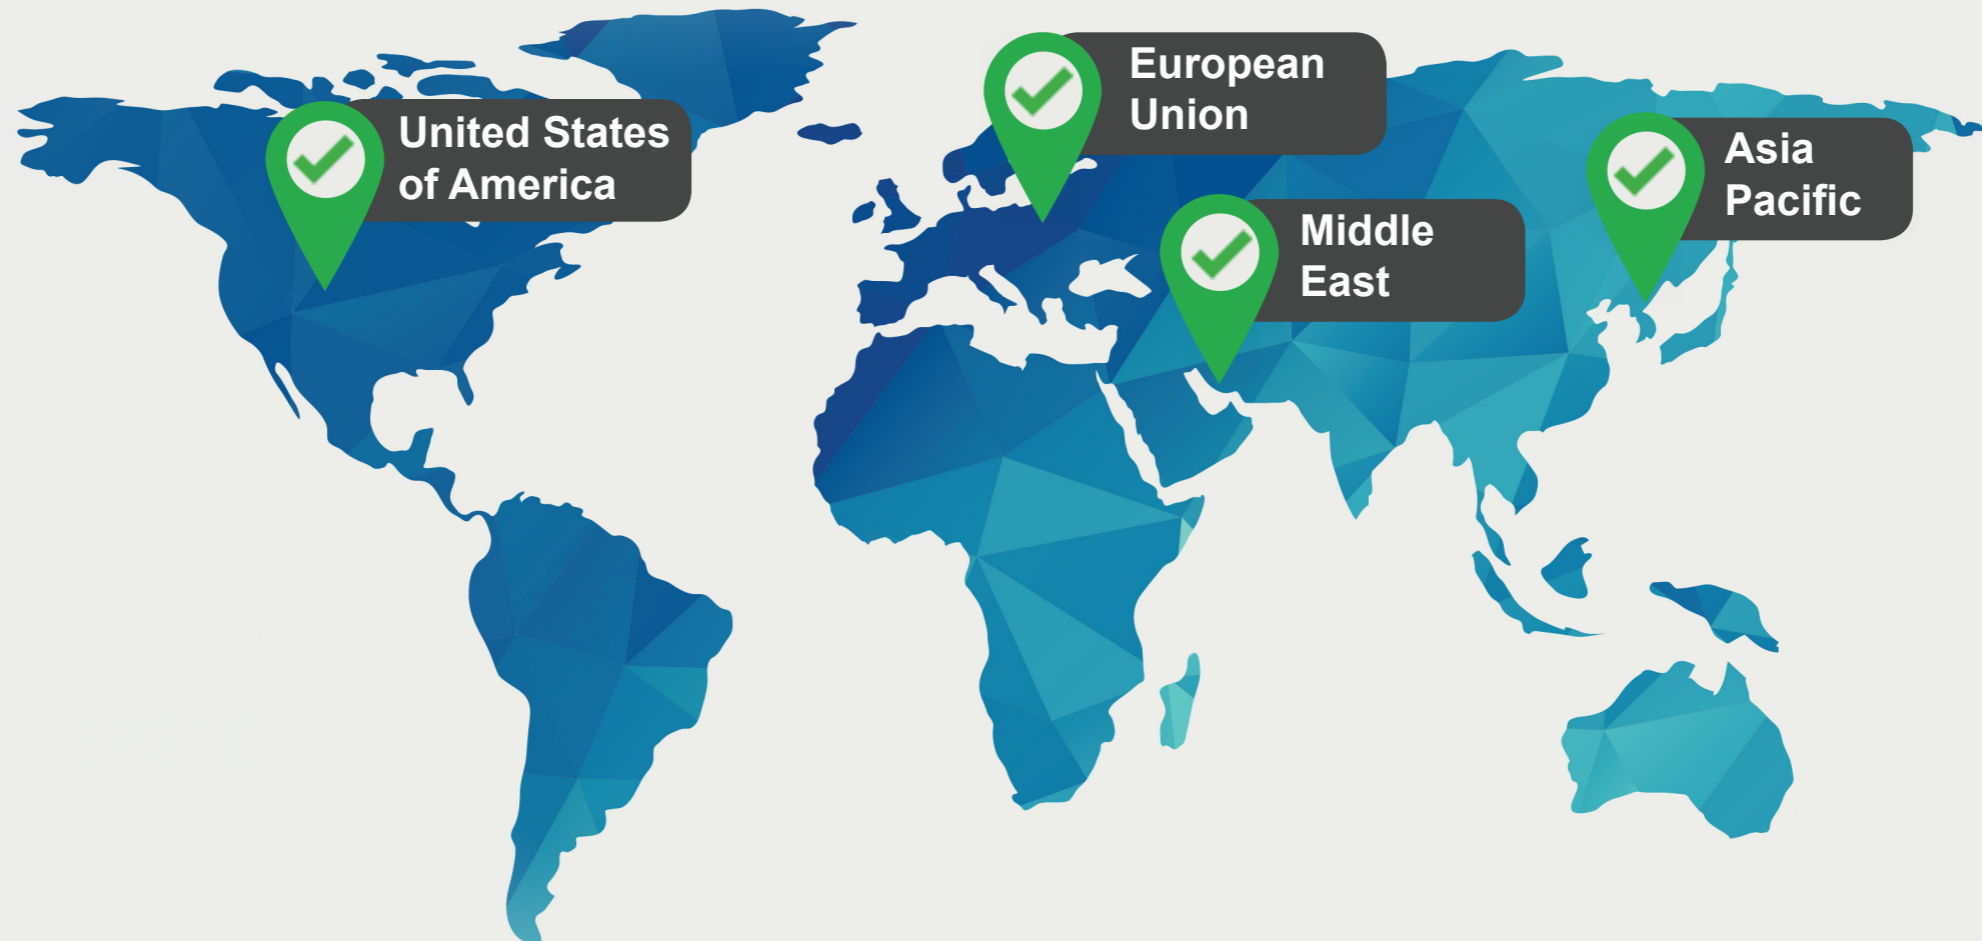 United States
of America
European
Union
Middle
East
Asia
Pacific